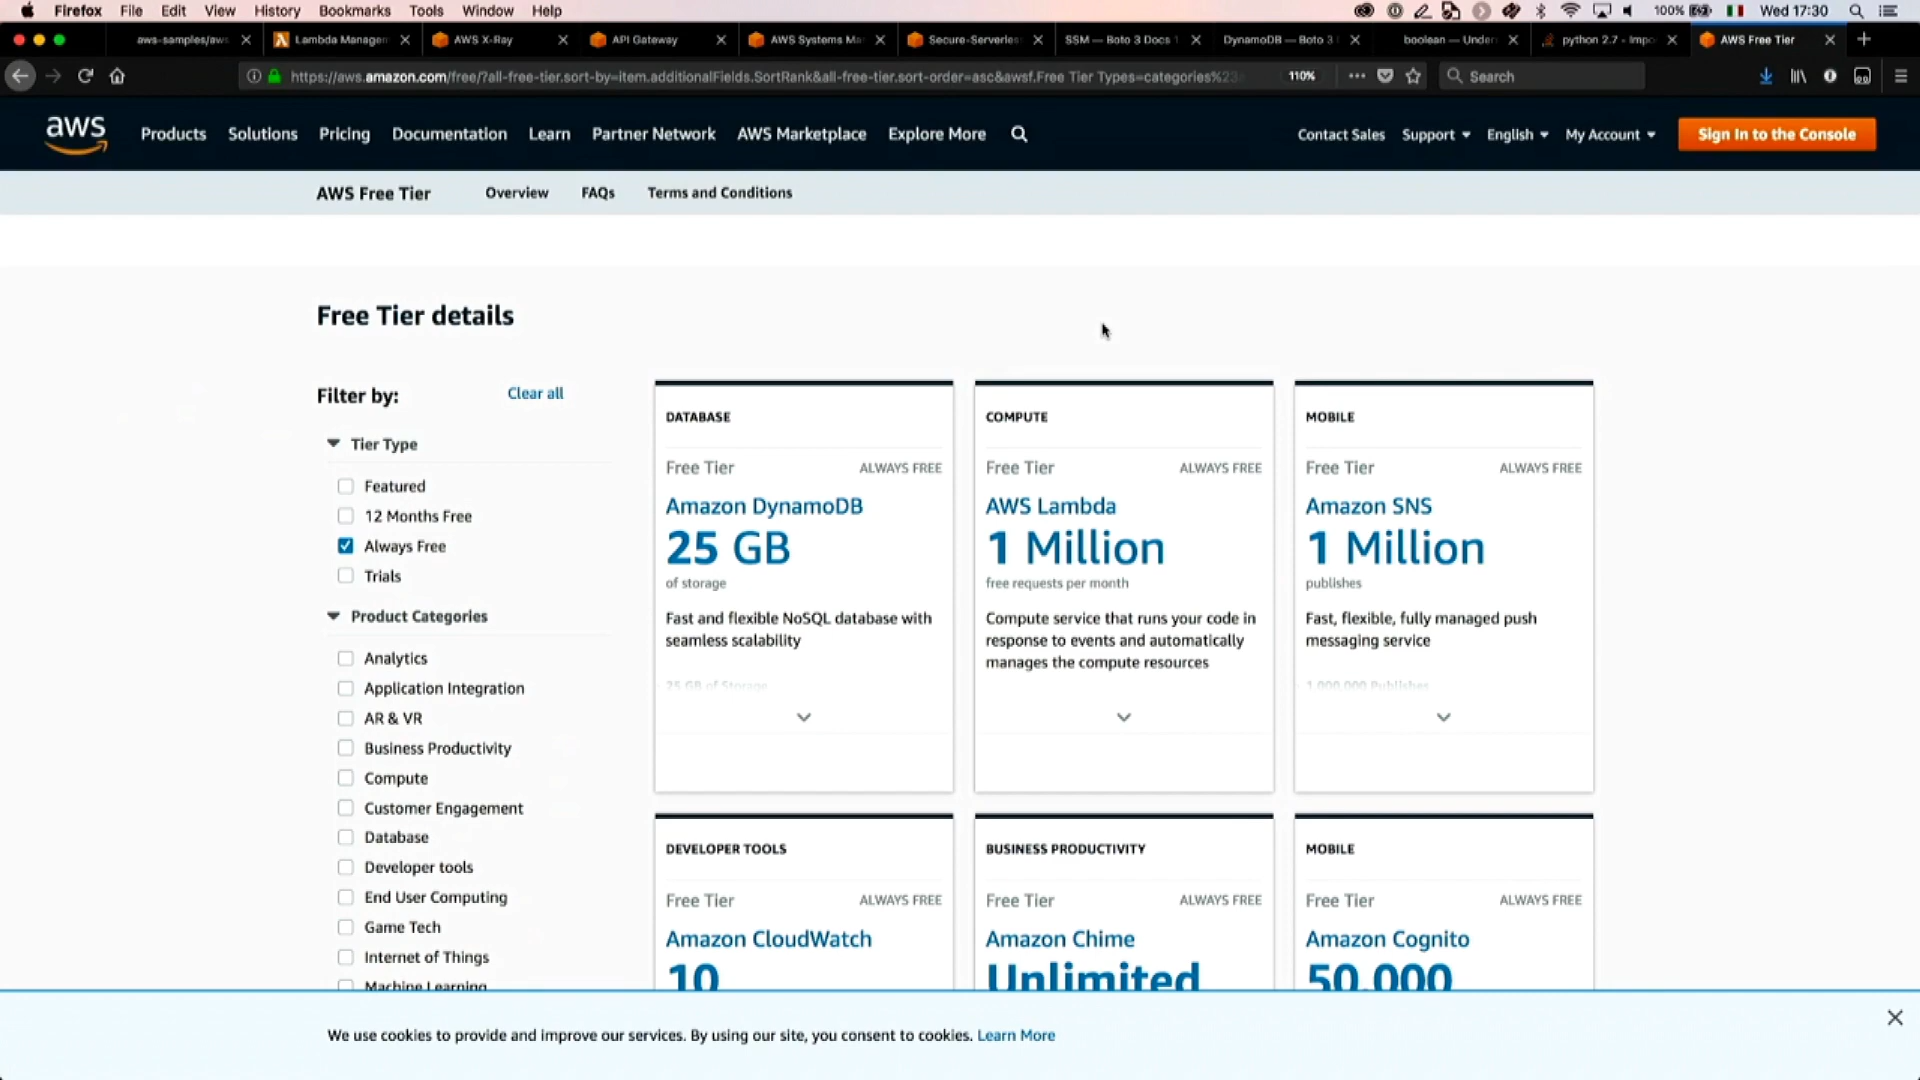 Firefox File Edit View History Bookmarks Tools Window Help 100% Wed 17:30
aws-samples/aws Lambda Managem AWS X-Ray API Gateway AWS Systems Ma Secure-Serverles SSM — Boto 3 Docs 1 DynamoDB — Boto 3 boolean — Under python 2.7 - Impo AWS Free Tier
https://aws.amazon.com/free/?all-free-tier.sort-by=item.additionalFields.SortRank&all-free-tier.sort-order=asc&awsf.Free Tier Types=categories%23 110% Search
aws Products Solutions Pricing Documentation Learn Partner Network AWS Marketplace Explore More Contact Sales Support English My Account Sign In to the Console
AWS Free Tier Overview FAQs Terms and Conditions
Free Tier details
Filter by: Clear all
Tier Type
Featured
12 Months Free
Always Free
Trials
Product Categories
Analytics
Application Integration
AR & VR
Business Productivity
Compute
Customer Engagement
Database
Developer tools
End User Computing
Game Tech
Internet of Things
Machine Learning
DATABASE
Free Tier ALWAYS FREE
Amazon DynamoDB
25 GB
of storage
Fast and flexible NoSQL database with
seamless scalability
25 GB of Storage
COMPUTE
Free Tier ALWAYS FREE
AWS Lambda
1 Million
free requests per month
Compute service that runs your code in
response to events and automatically
manages the compute resources
MOBILE
Free Tier ALWAYS FREE
Amazon SNS
1 Million
publishes
Fast, flexible, fully managed push
messaging service
1,000,000 Publishes
DEVELOPER TOOLS
Free Tier ALWAYS FREE
Amazon CloudWatch
10
BUSINESS PRODUCTIVITY
Free Tier ALWAYS FREE
Amazon Chime
Unlimited
MOBILE
Free Tier ALWAYS FREE
Amazon Cognito
50,000
We use cookies to provide and improve our services. By using our site, you consent to cookies. Learn More